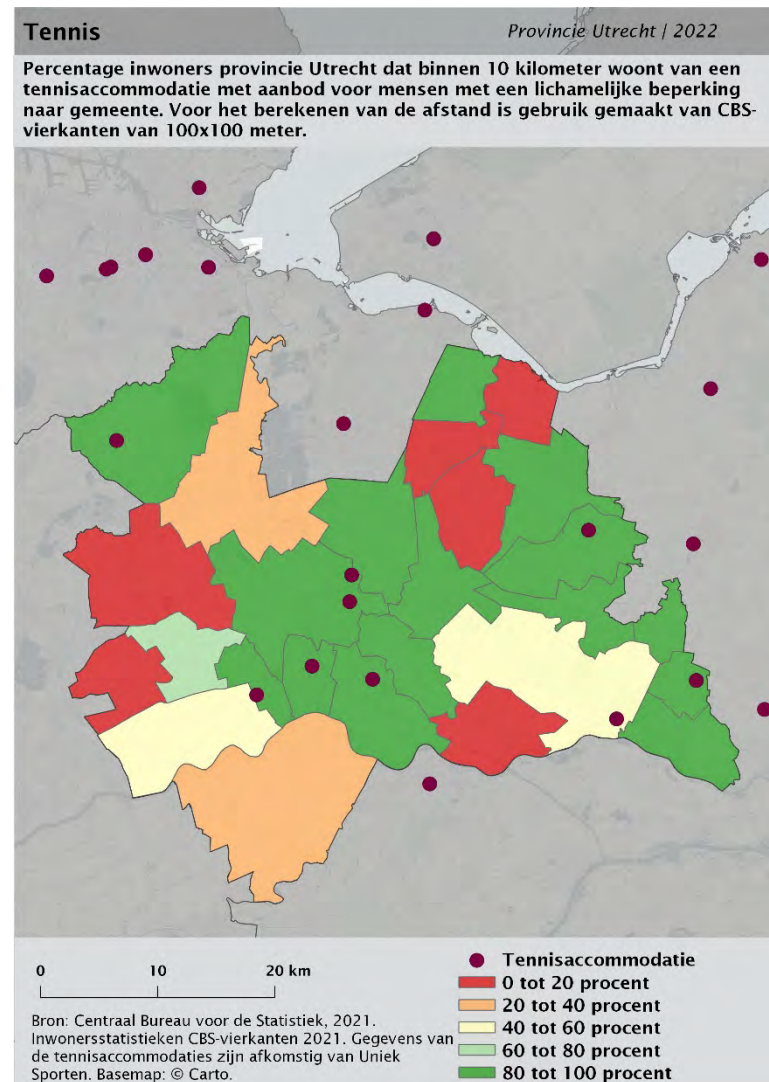 Tennis
Provincie Utrecht / 2022
Percentage inwoners provincie Utrecht dat binnen 10 kilometer woont van een
tennisaccommodatie met aanbod voor mensen met een lichamelijke beperking
naar gemeente. Voor het berekenen van de afstand is gebruik gemaakt van CBS-
vierkanten van 100x100 meter.
0 10 20 km
Bron: Centraal Bureau voor de Statistiek, 2021.
Inwonersstatistieken CBS-vierkanten 2021. Gegevens van
de tennisaccommodaties zijn afkomstig van Uniek
Sporten. Basemap: © Carto.
Tennisaccommodatie
0 tot 20 procent
20 tot 40 procent
40 tot 60 procent
60 tot 80 procent
80 tot 100 procent